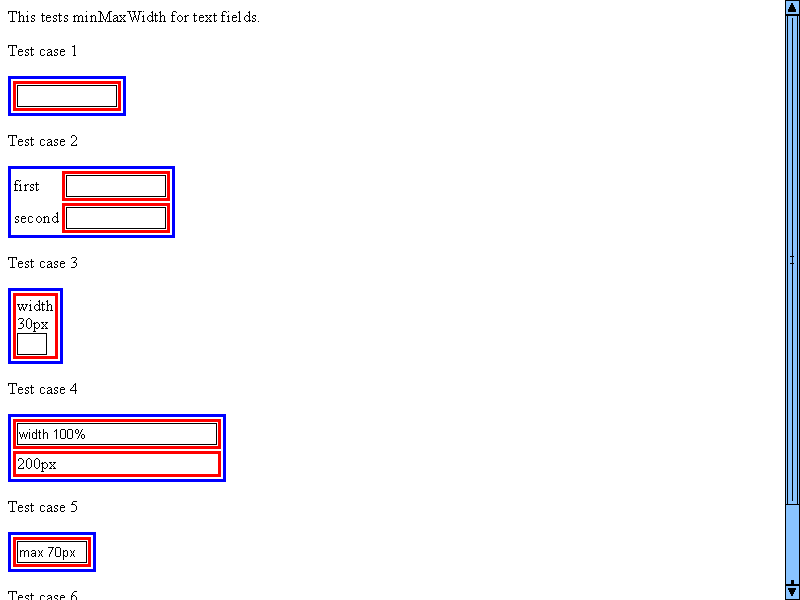 This tests minMaxWidth for text fields.
Test case 1
Test case 2
first
second
Test case 3
width
30px
Test case 4
width 100%
200px
Test case 5
max 70px
Test case 6